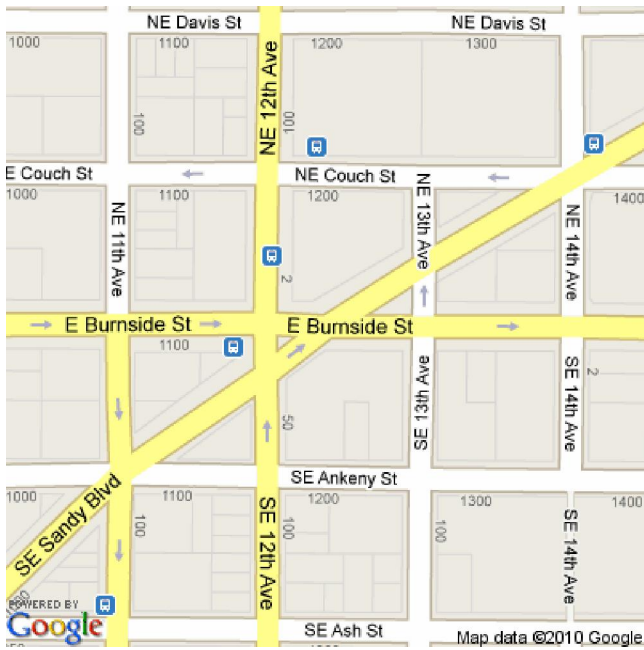 NE Davis St
NE Davis St
1000
1100
1200
1300
NE 12th Ave
100
100
E Couch St
NE Couch St
1000
1100
1200
1400
NE 11th Ave
NE 13th Ave
NE 14th Ave
2
E Burnside St
E Burnside St
1100
SE 13th Ave
SE 14th Ave
2
50
SE Ankeny St
SE Sandy Blvd
1000
1100
1200
1300
1400
100
100
100
SE 12th Ave
SE 14th Ave
POWERED BY
Google
SE Ash St
Map data ©2010 Google